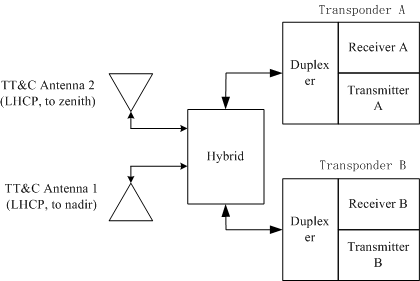 Transponder A
TT&C Antenna 2
(LHCP, to zenith)
Duplex
er
Receiver A
Transmitter
A
Hybrid
TT&C Antenna 1
(LHCP, to nadir)
Transponder B
Duplex
er
Receiver B
Transmitter
B